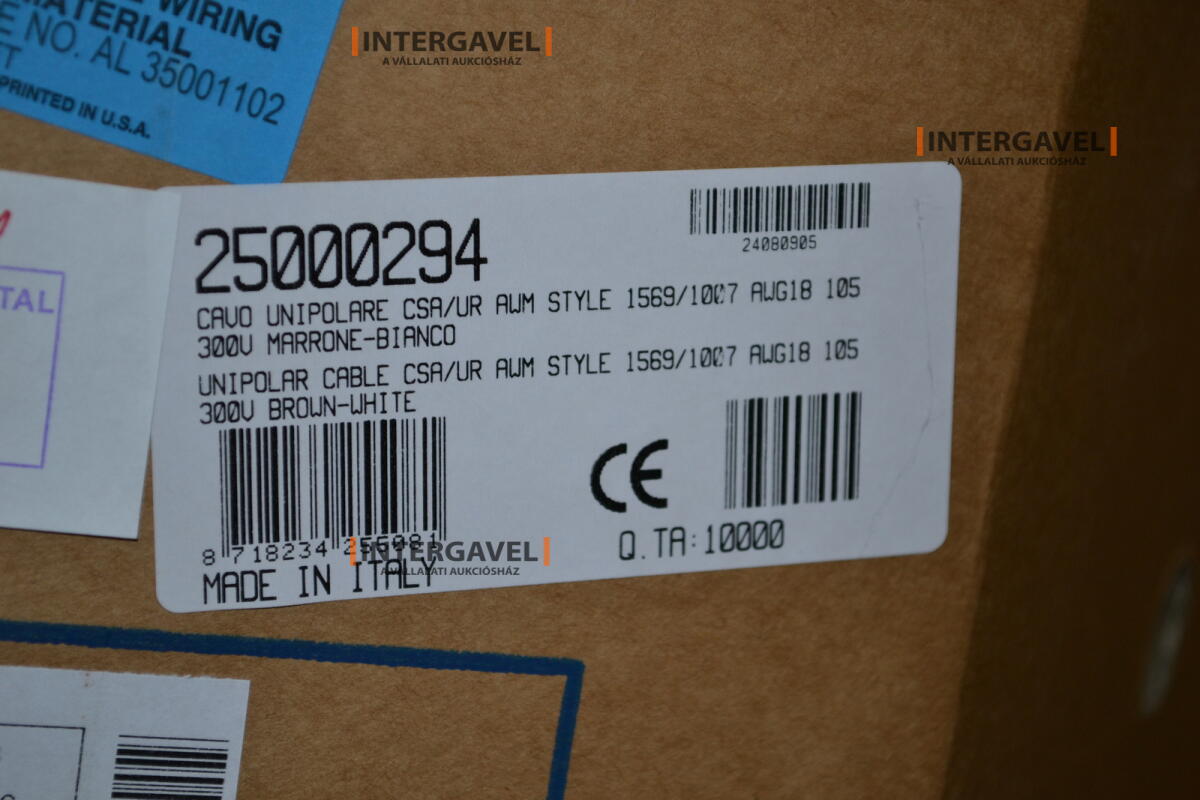 WIRING
MATERIAL
E NO. AL 35001102
PRINTED IN U.S.A.
INTERGAVEL
A VÁLLALATI AUKCIÓSHÁZ
INTERGAVEL
A VÁLLALATI AUKCIÓSHÁZ
TAL
25000294
24080905
CAVO UNIPOLARE CSA/UR AWM STYLE 1569/1007 AWG18 105
300V MARRONE-BIANCO
UNIPOLAR CABLE CSA/UR AWM STYLE 1569/1007 AWG18 105
300V BROWN-WHITE
CE
8 718234
Q.TA:10000
INTERGAVEL
A VÁLLALATI AUKCIÓSHÁZ
MADE IN ITALY